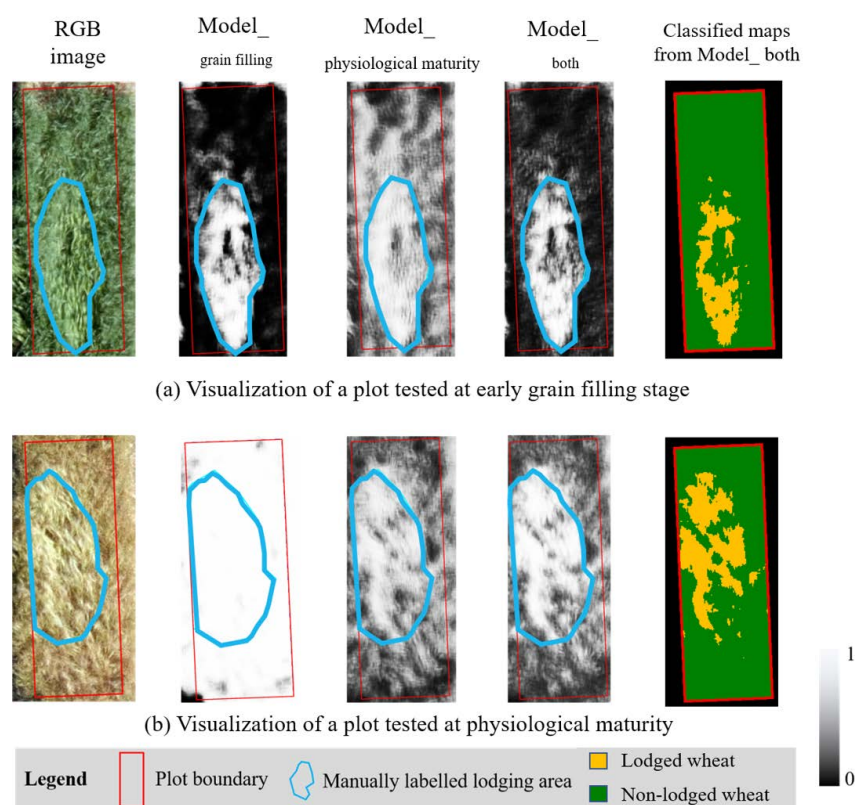 RGB image
Model_ grain filling
Model_ physiological maturity
Model_ both
Classified maps from Model_ both
(a) Visualization of a plot tested at early grain filling stage
(b) Visualization of a plot tested at physiological maturity
1
0
Legend
Plot boundary
Manually labelled lodging area
Lodged wheat
Non-lodged wheat